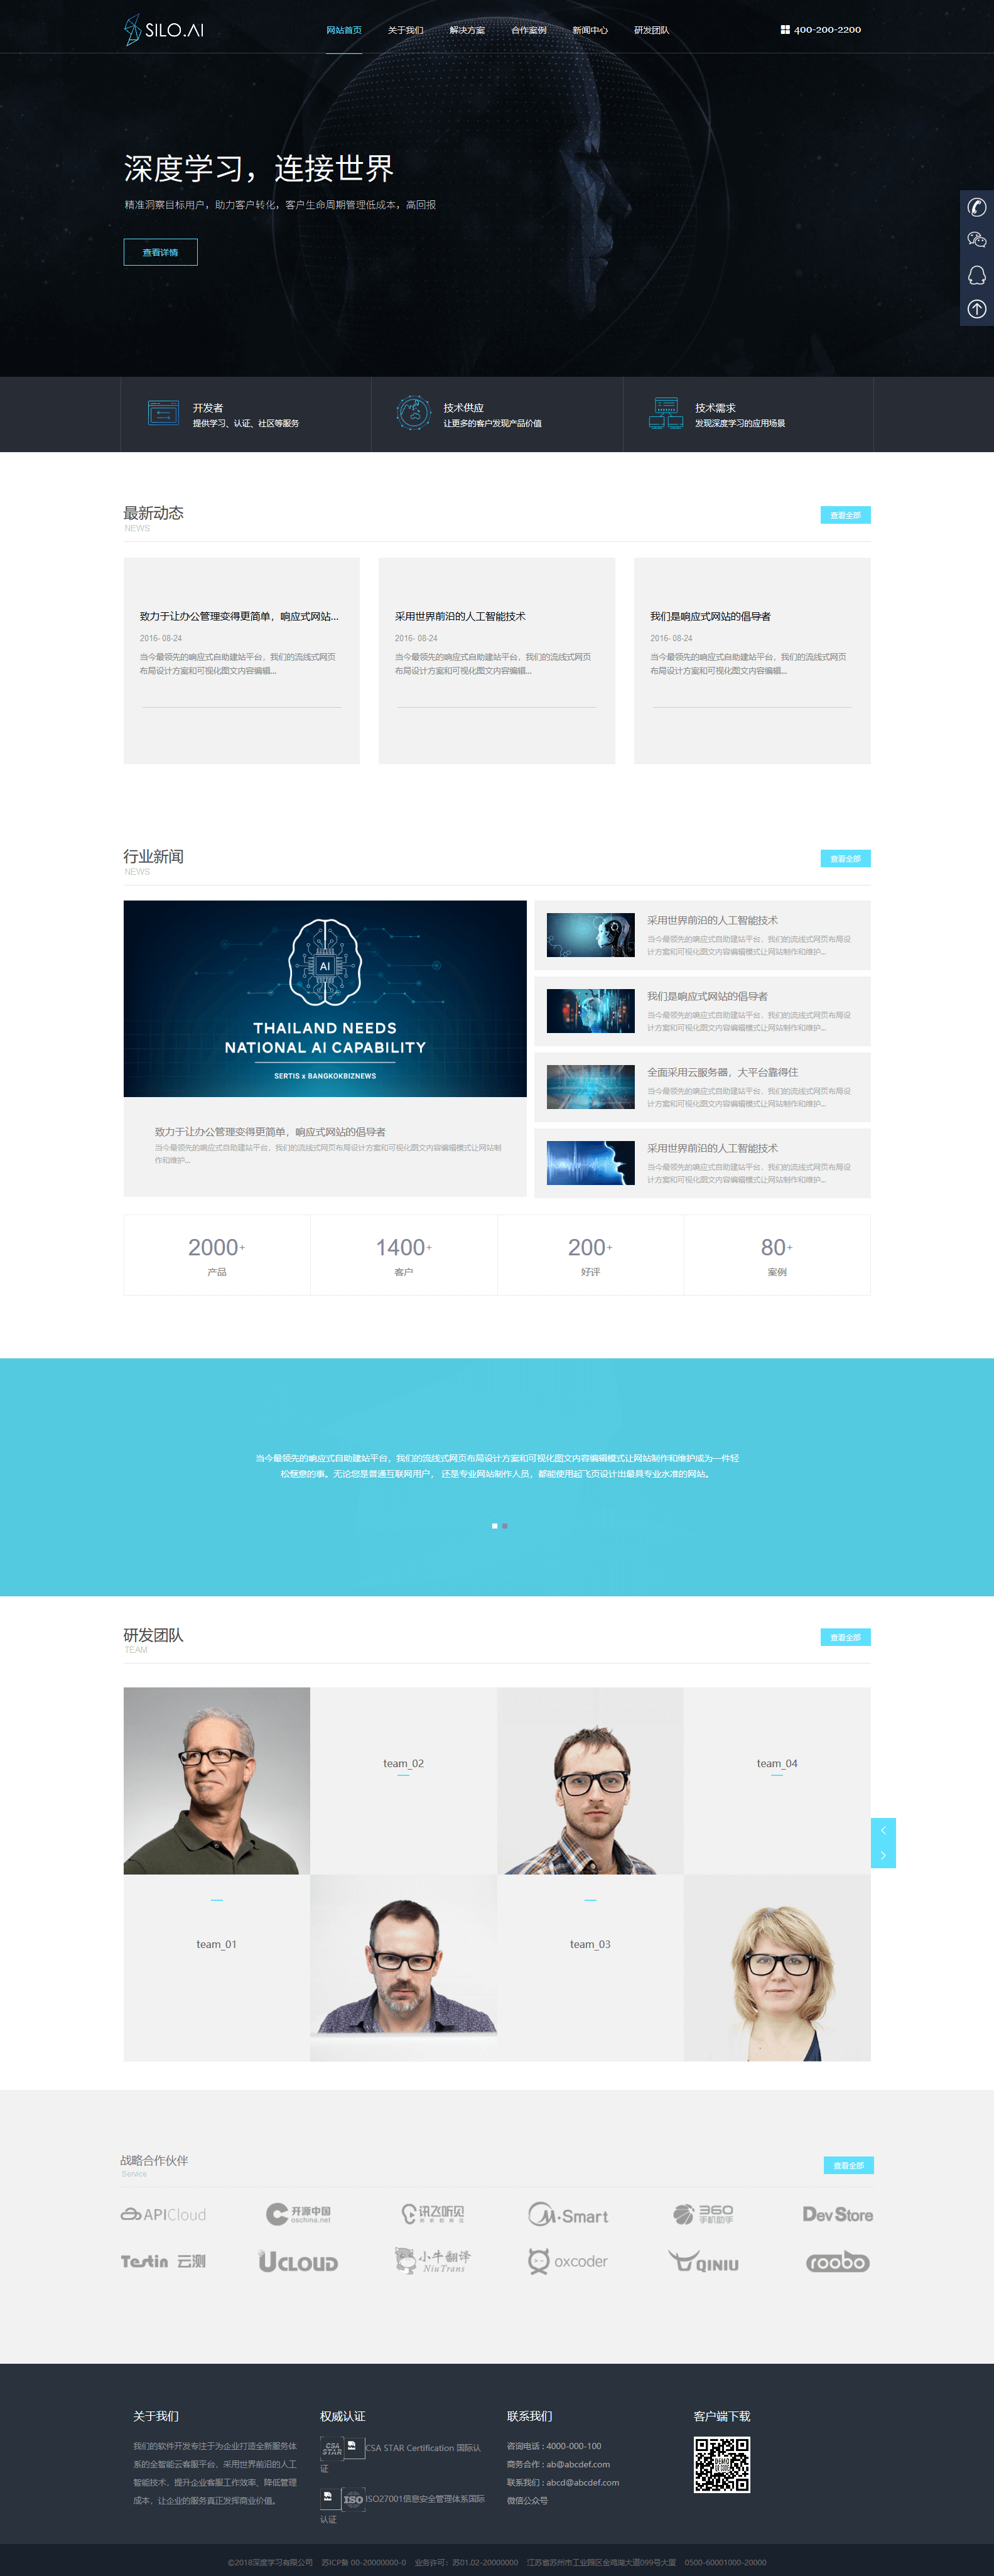 SILO.AI
网站首页 关于我们 解决方案 合作案例 新闻中心 研发团队
400-200-2200
深度学习，连接世界
精准洞察目标用户，助力客户转化，客户生命周期管理低成本，高回报
查看详情
开发者
提供学习、认证、社区等服务
技术供应
让更多的客户发现产品价值
技术需求
发现深度学习的应用场景
最新动态
NEWS
查看全部
致力于让办公管理变得更简单，响应式网站...
2016- 08-24
当今最领先的响应式自助建站平台，我们的流线式网页
布局设计方案和可视化图文内容编辑...
采用世界前沿的人工智能技术
2016- 08-24
当今最领先的响应式自助建站平台，我们的流线式网页
布局设计方案和可视化图文内容编辑...
我们是响应式网站的倡导者
2016- 08-24
当今最领先的响应式自助建站平台，我们的流线式网页
布局设计方案和可视化图文内容编辑...
行业新闻
NEWS
查看全部
AI
THAILAND NEEDS
NATIONAL AI CAPABILITY
SERTIS x BANGKOKBIZNEWS
致力于让办公管理变得更简单，响应式网站的倡导者
当今最领先的响应式自助建站平台，我们的流线式网页布局设计方案和可视化图文内容编辑模式让网站制
作和维护...
采用世界前沿的人工智能技术
当今最领先的响应式自助建站平台，我们的流线式网页布局设
计方案和可视化图文内容编辑模式让网站制作和维护...
我们是响应式网站的倡导者
当今最领先的响应式自助建站平台，我们的流线式网页布局设
计方案和可视化图文内容编辑模式让网站制作和维护...
全面采用云服务器，大平台靠得住
当今最领先的响应式自助建站平台，我们的流线式网页布局设
计方案和可视化图文内容编辑模式让网站制作和维护...
采用世界前沿的人工智能技术
当今最领先的响应式自助建站平台，我们的流线式网页布局设
计方案和可视化图文内容编辑模式让网站制作和维护...
2000+
产品
1400+
客户
200+
好评
80+
案例
当今最领先的响应式自助建站平台，我们的流线式网页布局设计方案和可视化图文内容编辑模式让网站制作和维护成为一件轻
松惬意的事。无论您是普通互联网用户， 还是专业网站制作人员，都能使用起飞页设计出最具专业水准的网站。
研发团队
TEAM
查看全部
team_02
team_04
team_01
team_03
战略合作伙伴
Service
查看全部
APICloud
开源中国
oschina.net
讯飞听见
M·Smart
360
手机助手
DevStore
Testin 云测
UCLOUD
小牛翻译
NiuTrans
oxcoder
QINIU
roobo
关于我们
我们的软件开发专注于为企业打造全新服务体
系的全智能云客服平台，采用世界前沿的人工
智能技术，提升企业客服工作效率、降低管理
成本，让企业的服务真正发挥商业价值。
权威认证
CSA
STAR
CSA STAR Certification 国际认
证
ISO
ISO27001信息安全管理体系国际
认证
联系我们
咨询电话 : 4000-000-100
商务合作 : ab@abcdef.com
联系我们 : abcd@abcdef.com
微信公众号
客户端下载
DEMO
©2018深度学习有限公司 苏ICP备 00-20000000-0 业务许可：苏01.02-20000000 江苏省苏州市工业园区金鸡湖大道099号大厦 0500-60001000-20000